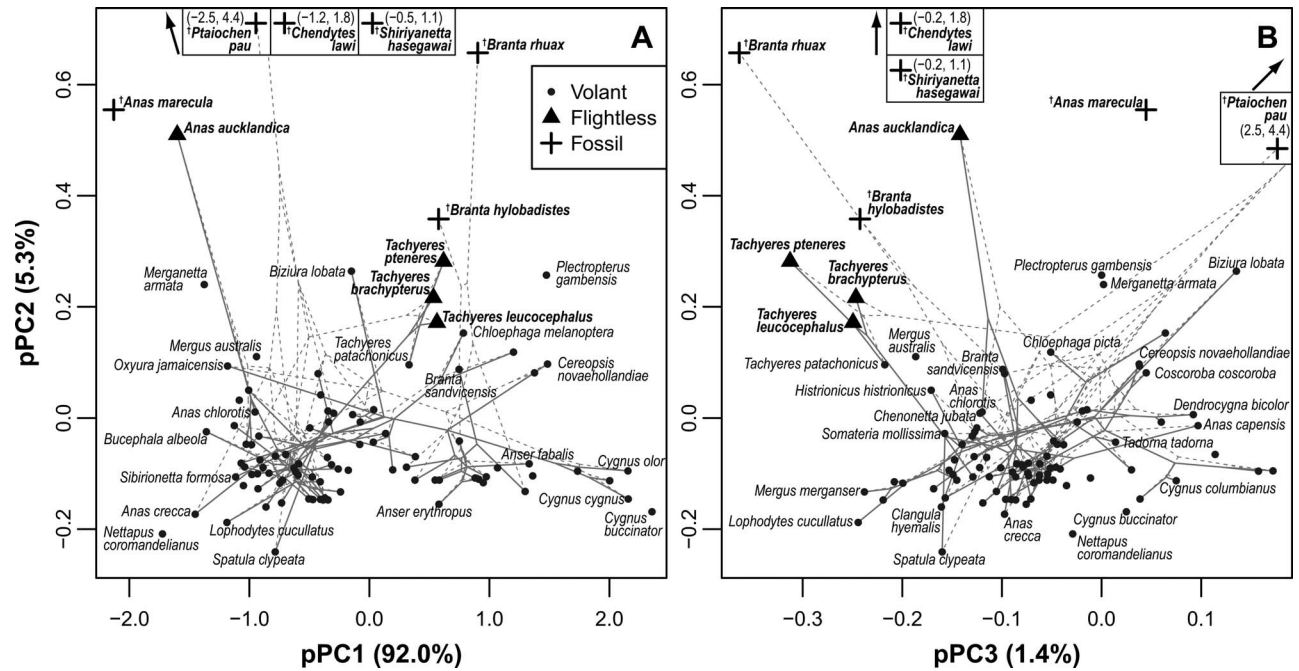 (−2.5, 4.4)
†Ptaiochen
pau
(−1.2, 1.8)
†Chendytes
lawi
(−0.5, 1.1)
†Shiriyanetta
hasegawai
†Branta rhuax
A
Volant
Flightless
Fossil
†Anas marecula
Anas aucklandica
†Branta hylobadistes
Tachyeres
pteneres
Tachyeres
brachypterus
Tachyeres leucocephalus
Merganetta
armata
Biziura lobata
Plectropterus
gambensis
Chloephaga melanoptera
Mergus australis
Oxyura jamaicensis
Tachyeres
patachonicus
Branta
sandvicensis
Cereopsis
novaehollandiae
Anas chlorotis
Bucephala albeola
Sibirionetta formosa
Anser fabalis
Cygnus olor
Anas crecca
Nettapus
coromandelianus
Lophodytes cucullatus
Spatula clypeata
Anser erythropus
Cygnus cygnus
Cygnus
buccinator
0.6
0.4
0.2
0.0
−0.2
pPC2 (5.3%)
−2.0
−1.0
0.0
1.0
2.0
pPC1 (92.0%)
†Branta rhuax
(−0.2, 1.8)
†Chendytes
lawi
(−0.2, 1.1)
†Shiriyanetta
hasegawai
B
†Anas marecula
†Ptaiochen
pau
(2.5, 4.4)
Anas aucklandica
†Branta
hylobadistes
Tachyeres pteneres
Tachyeres
brachypterus
Tachyeres
leucocephalus
Plectropterus gambensis
Merganetta armata
Biziura lobata
Mergus
australis
Chloephaga picta
Tachyeres patachonicus
Branta
sandvicensis
Cereopsis novaehollandiae
Coscoroba coscoroba
Histrionicus histrionicus
Anas
chlorotis
Chenonetta jubata
Dendrocygna bicolor
Somateria mollissima
Anas capensis
Tadorna tadorna
Mergus merganser
Cygnus columbianus
Lophodytes cucullatus
Clangula
hyemalis
Anas
crecca
Cygnus buccinator
Nettapus
coromandelianus
Spatula clypeata
0.6
0.4
0.2
0.0
−0.2
−0.3
−0.2
−0.1
0.0
0.1
pPC3 (1.4%)